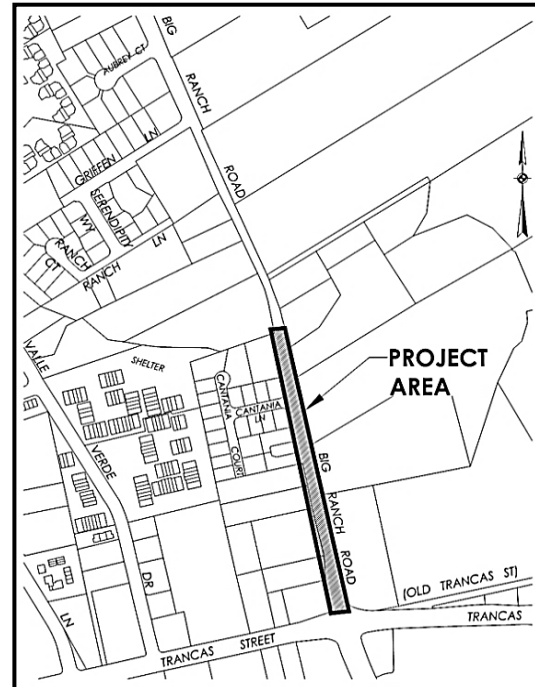 BIG
RANCH
ROAD
AUBREY CT
GRIFFEN LN
SERENDIPITY
WY
RANCH
CT
RANCH LN
VALLE
VERDE
DR
SHELTER
CANTANIA
COURT
CANTANIA
LN
PROJECT
AREA
BIG
RANCH
ROAD
(OLD TRANCAS ST)
TRANCAS
TRANCAS STREET
LN